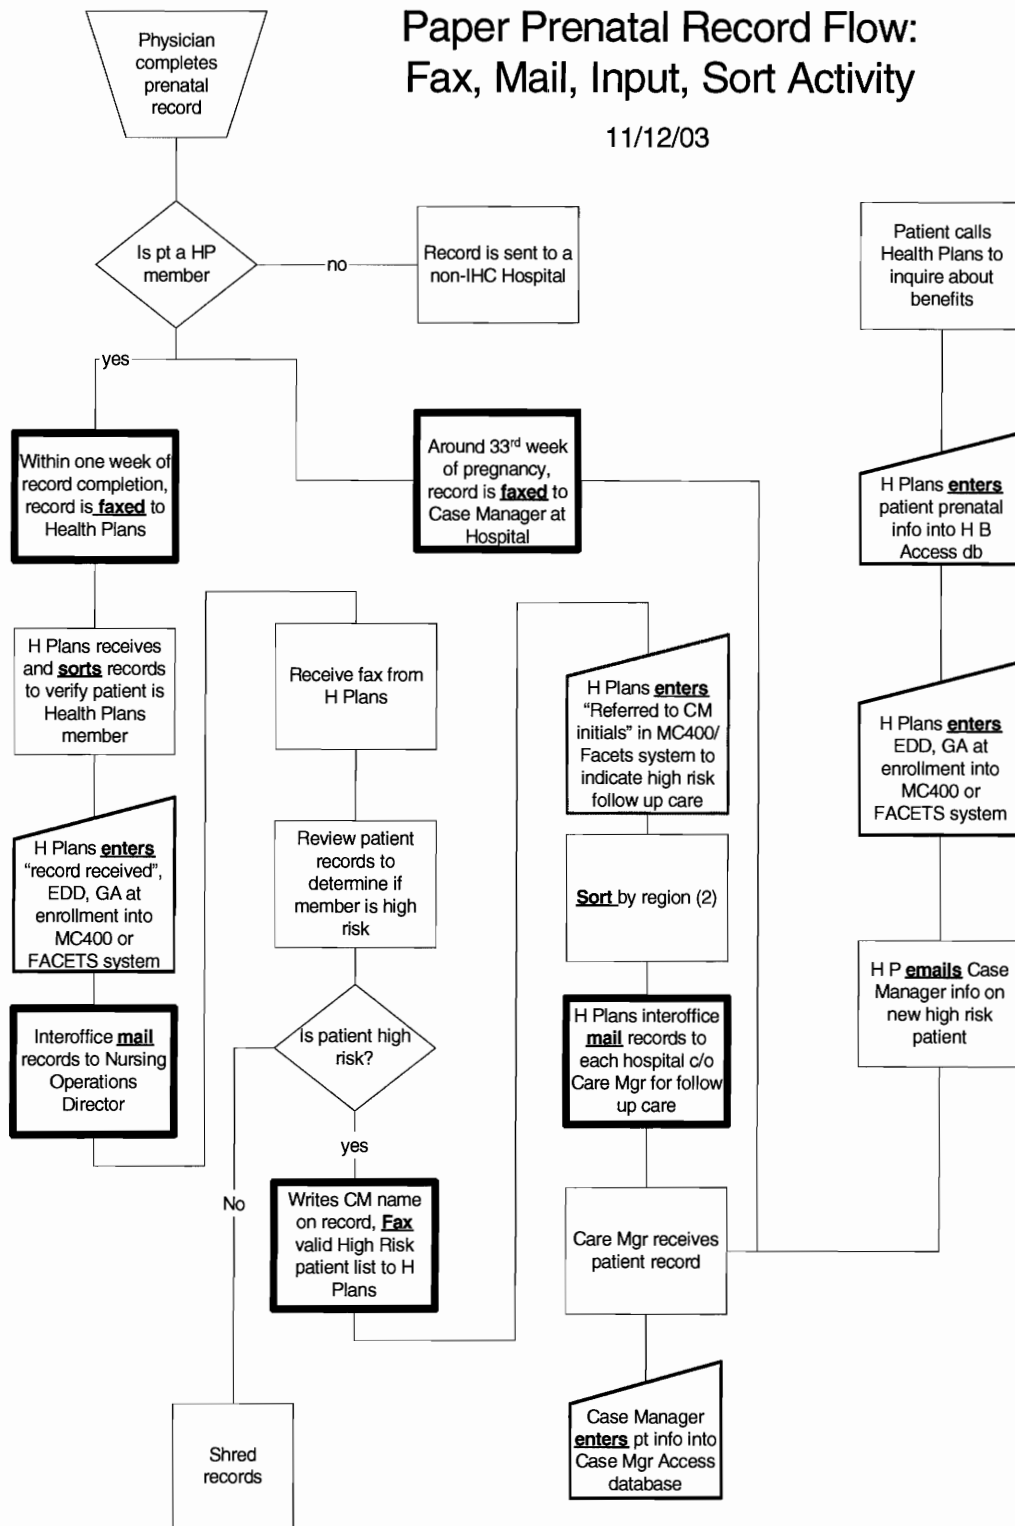 Paper Prenatal Record Flow:
Fax, Mail, Input, Sort Activity
11/12/03
Physician
completes
prenatal
record
Is pt a HP
member
no
Record is sent to a
non-IHC Hospital
yes
Within one week of
record completion,
record is faxed to
Health Plans
Around 33rd week
of pregnancy,
record is faxed to
Case Manager at
Hospital
H Plans receives
and sorts records
to verify patient is
Health Plans
member
H Plans enters
“record received”,
EDD, GA at
enrollment into
MC400 or
FACETS system
Interoffice mail
records to Nursing
Operations
Director
Receive fax from
H Plans
Review patient
records to
determine if
member is high
risk
Is patient high
risk?
No
yes
Shred
records
Writes CM name
on record, Fax
valid High Risk
patient list to H
Plans
H Plans enters
“Referred to CM
initials” in MC400/
Facets system to
indicate high risk
follow up care
Sort by region (2)
H Plans interoffice
mail records to
each hospital c/o
Care Mgr for follow
up care
Care Mgr receives
patient record
Case Manager
enters pt info into
Case Mgr Access
database
Patient calls
Health Plans to
inquire about
benefits
H Plans enters
patient prenatal
info into H B
Access db
H Plans enters
EDD, GA at
enrollment into
MC400 or
FACETS system
H P emails Case
Manager info on
new high risk
patient